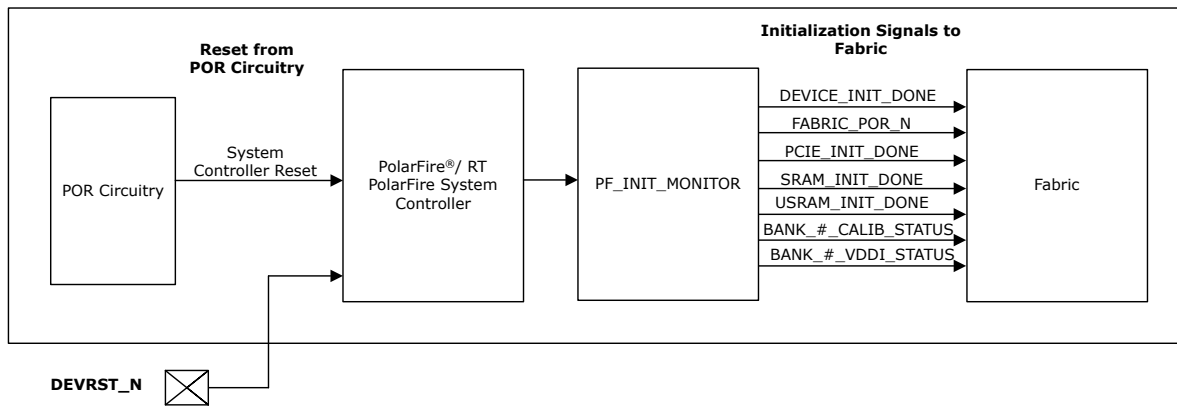 Initialization Signals to
Fabric
Reset from
POR Circuitry
DEVICE_INIT_DONE
FABRIC_POR_N
PCIE_INIT_DONE
SRAM_INIT_DONE
USRAM_INIT_DONE
BANK_#_CALIB_STATUS
BANK_#_VDDI_STATUS
System
Controller Reset
POR Circuitry
PolarFire®/ RT
PolarFire System
Controller
PF_INIT_MONITOR
Fabric
DEVRST_N